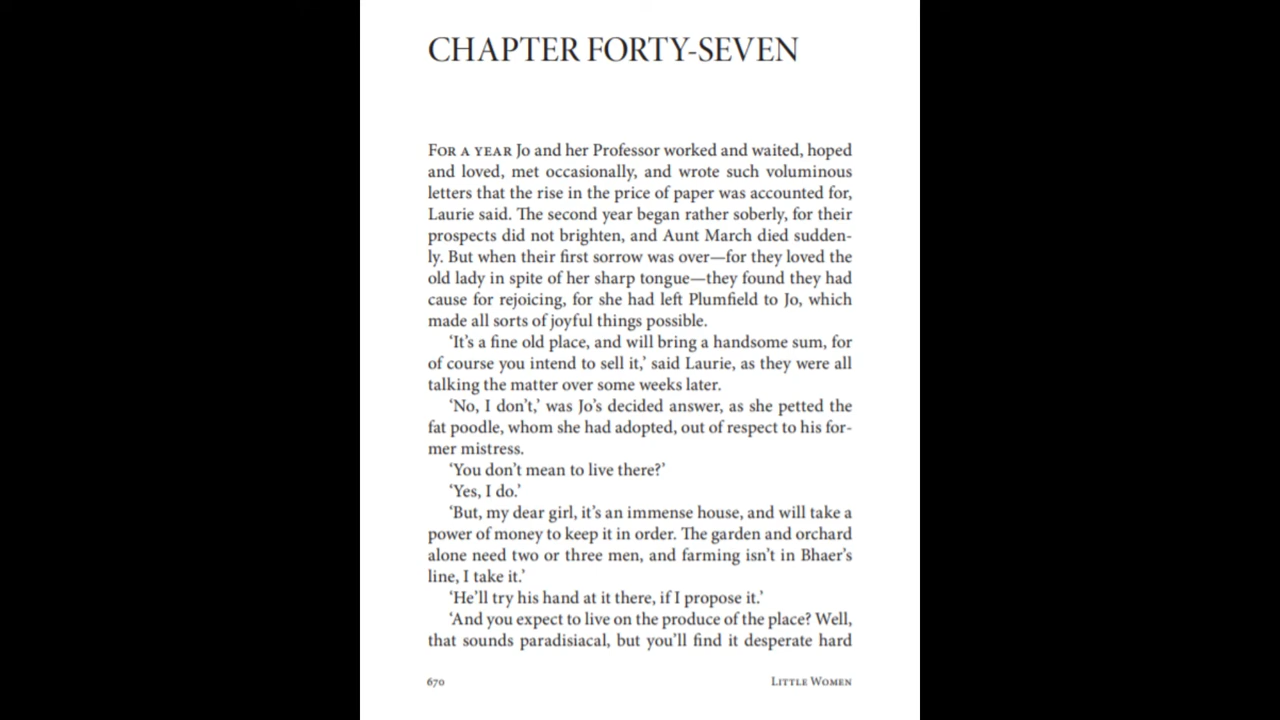 CHAPTER FORTY-SEVEN
FOR A YEAR Jo and her Professor worked and waited, hoped
and loved, met occasionally, and wrote such voluminous
letters that the rise in the price of paper was accounted for,
Laurie said. The second year began rather soberly, for their
prospects did not brighten, and Aunt March died sudden-
ly. But when their first sorrow was over—for they loved the
old lady in spite of her sharp tongue—they found they had
cause for rejoicing, for she had left Plumfield to Jo, which
made all sorts of joyful things possible.
‘It’s a fine old place, and will bring a handsome sum, for
of course you intend to sell it,’ said Laurie, as they were all
talking the matter over some weeks later.
‘No, I don’t,’ was Jo’s decided answer, as she petted the
fat poodle, whom she had adopted, out of respect to his for-
mer mistress.
‘You don’t mean to live there?’
‘Yes, I do.’
‘But, my dear girl, it’s an immense house, and will take a
power of money to keep it in order. The garden and orchard
alone need two or three men, and farming isn’t in Bhaer’s
line, I take it.’
‘He’ll try his hand at it there, if I propose it.’
‘And you expect to live on the produce of the place? Well,
that sounds paradisiacal, but you’ll find it desperate hard
670 LITTLE WOMEN